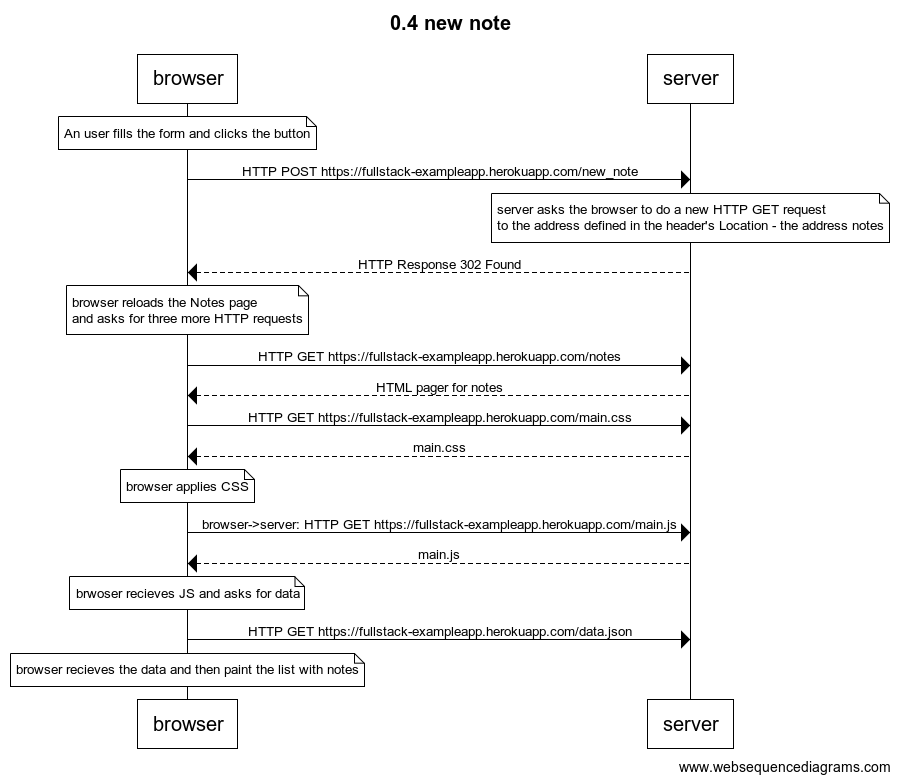 0.4 new note
browser
server
An user fills the form and clicks the button
HTTP POST https://fullstack-exampleapp.herokuapp.com/new_note
server asks the browser to do a new HTTP GET request
to the address defined in the header's Location - the address notes
HTTP Response 302 Found
browser reloads the Notes page
and asks for three more HTTP requests
HTTP GET https://fullstack-exampleapp.herokuapp.com/notes
HTML pager for notes
HTTP GET https://fullstack-exampleapp.herokuapp.com/main.css
main.css
browser applies CSS
browser->server: HTTP GET https://fullstack-exampleapp.herokuapp.com/main.js
main.js
brwoser recieves JS and asks for data
HTTP GET https://fullstack-exampleapp.herokuapp.com/data.json
browser recieves the data and then paint the list with notes
browser
server
www.websequencediagrams.com